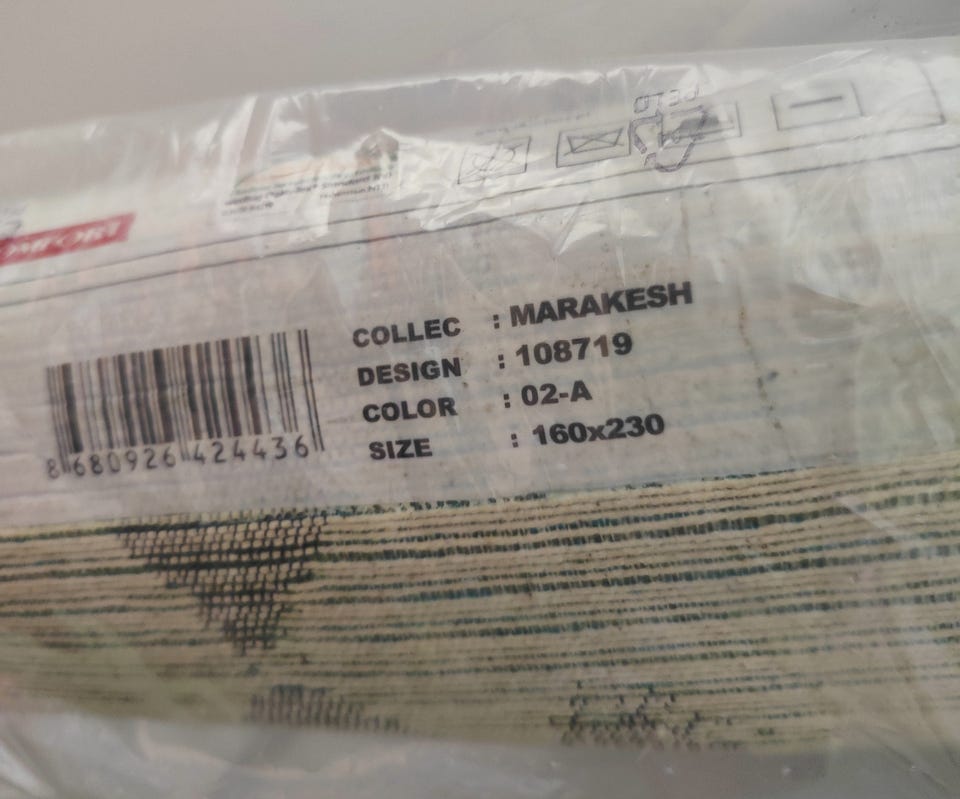 COLLEC : MARAKESH
DESIGN : 108719
COLOR : 02-A
SIZE : 160x230
8 680926 424436